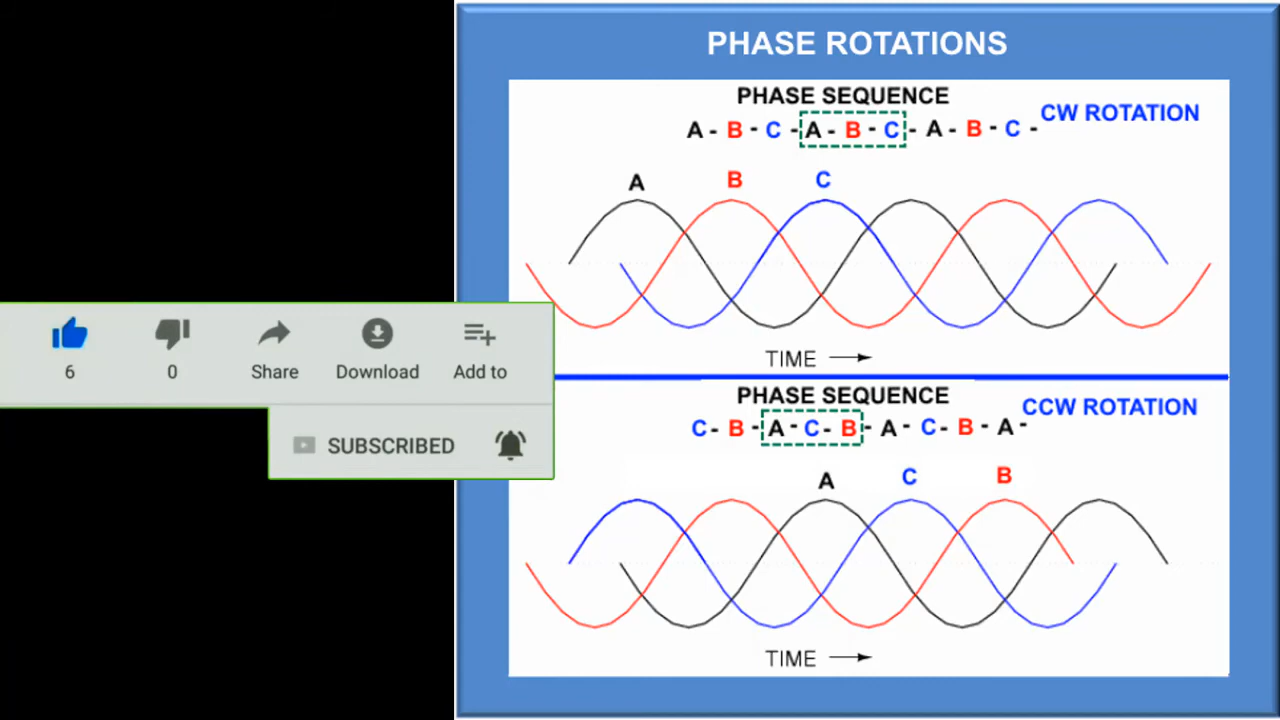 PHASE ROTATIONS
PHASE SEQUENCE
CW ROTATION
A - B - C - A - B - C - A - B - C -
A B C
TIME
6 0 Share Download Add to
SUBSCRIBED
PHASE SEQUENCE
CCW ROTATION
C - B - A - C - B - A - C - B - A -
A C B
TIME